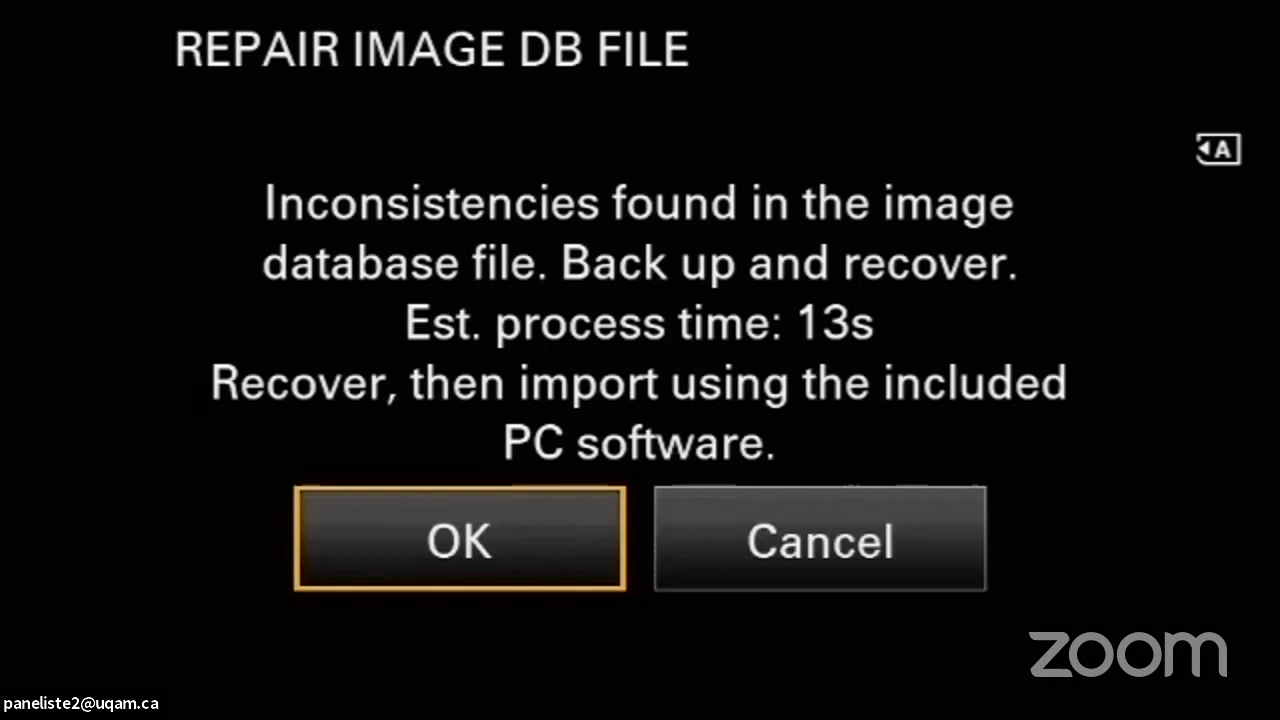 REPAIR IMAGE DB FILE
A
Inconsistencies found in the image
database file. Back up and recover.
Est. process time: 13s
Recover, then import using the included
PC software.
OK
Cancel
zoom
paneliste2@uqam.ca